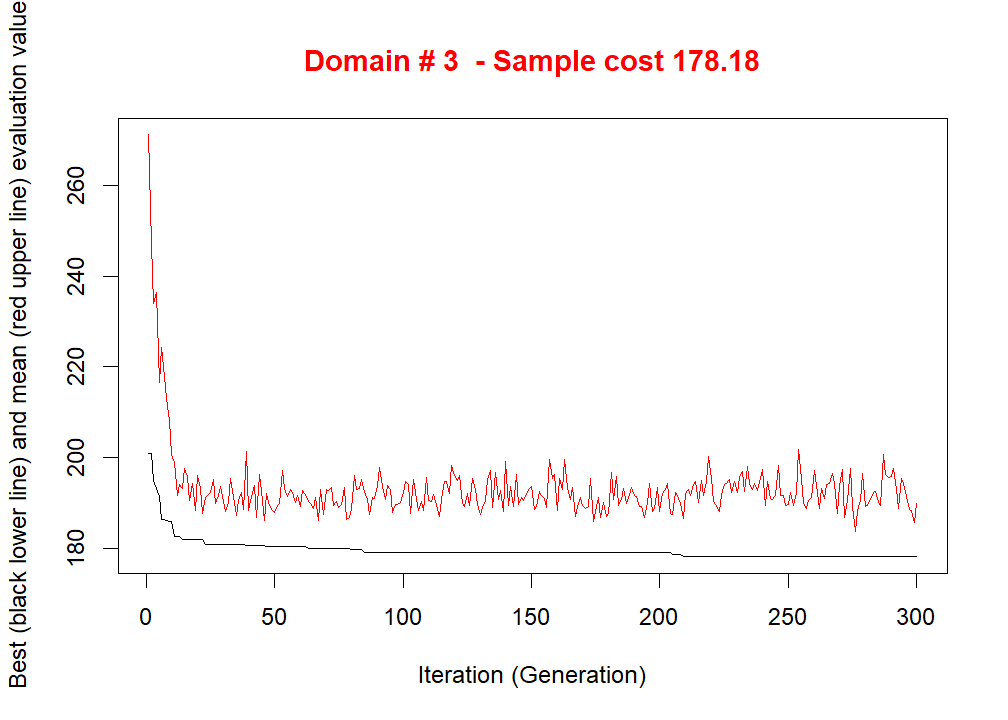 Domain # 3  - Sample cost 178.18
Best (black lower line) and mean (red upper line) evaluation value
260
240
220
200
180
0 50 100 150 200 250 300
Iteration (Generation)